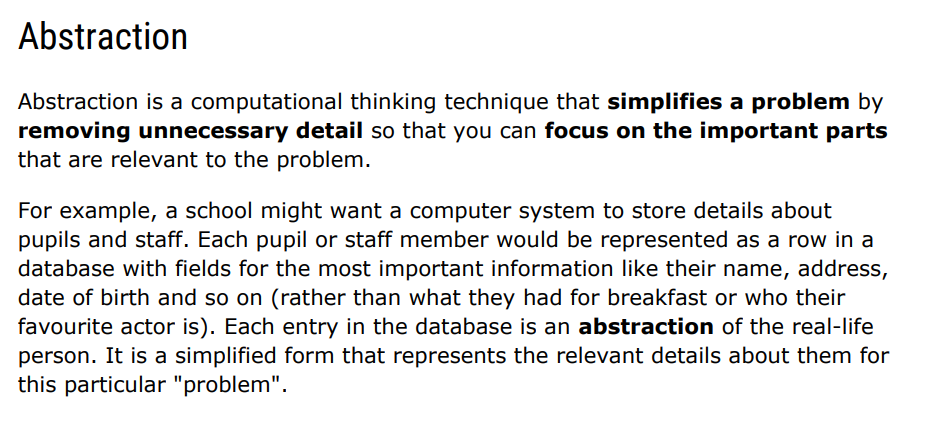 Abstraction
Abstraction is a computational thinking technique that simplifies a problem by
removing unnecessary detail so that you can focus on the important parts
that are relevant to the problem.
For example, a school might want a computer system to store details about
pupils and staff. Each pupil or staff member would be represented as a row in a
database with fields for the most important information like their name, address,
date of birth and so on (rather than what they had for breakfast or who their
favourite actor is). Each entry in the database is an abstraction of the real-life
person. It is a simplified form that represents the relevant details about them for
this particular "problem".